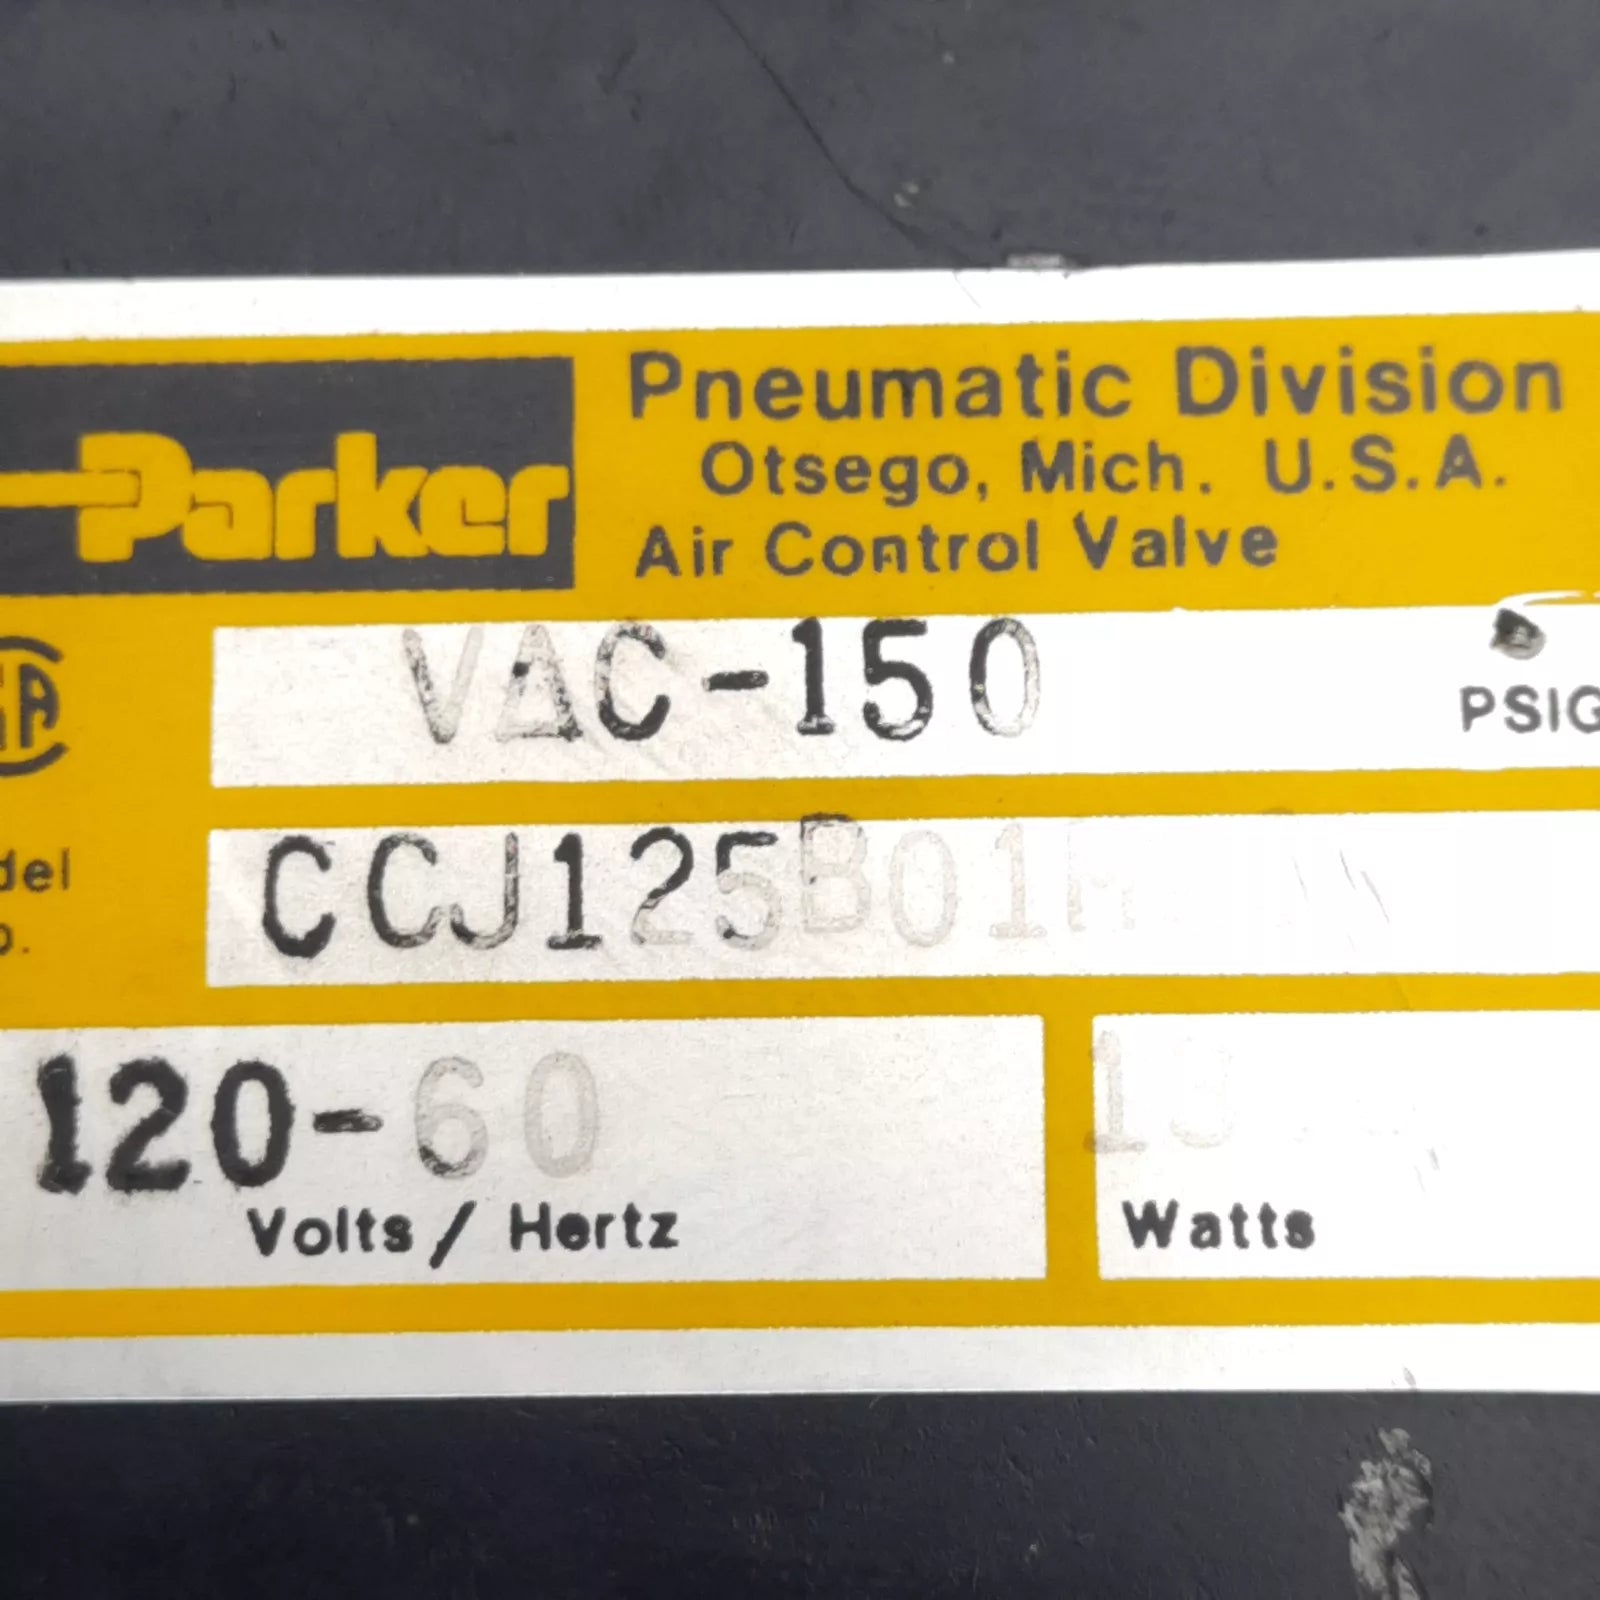 Parker
Pneumatic Division
Otsego, Mich. U.S.A.
Air Control Valve
VAC-150
PSIG
CCJ125B01
120-60
Volts / Hertz
Watts